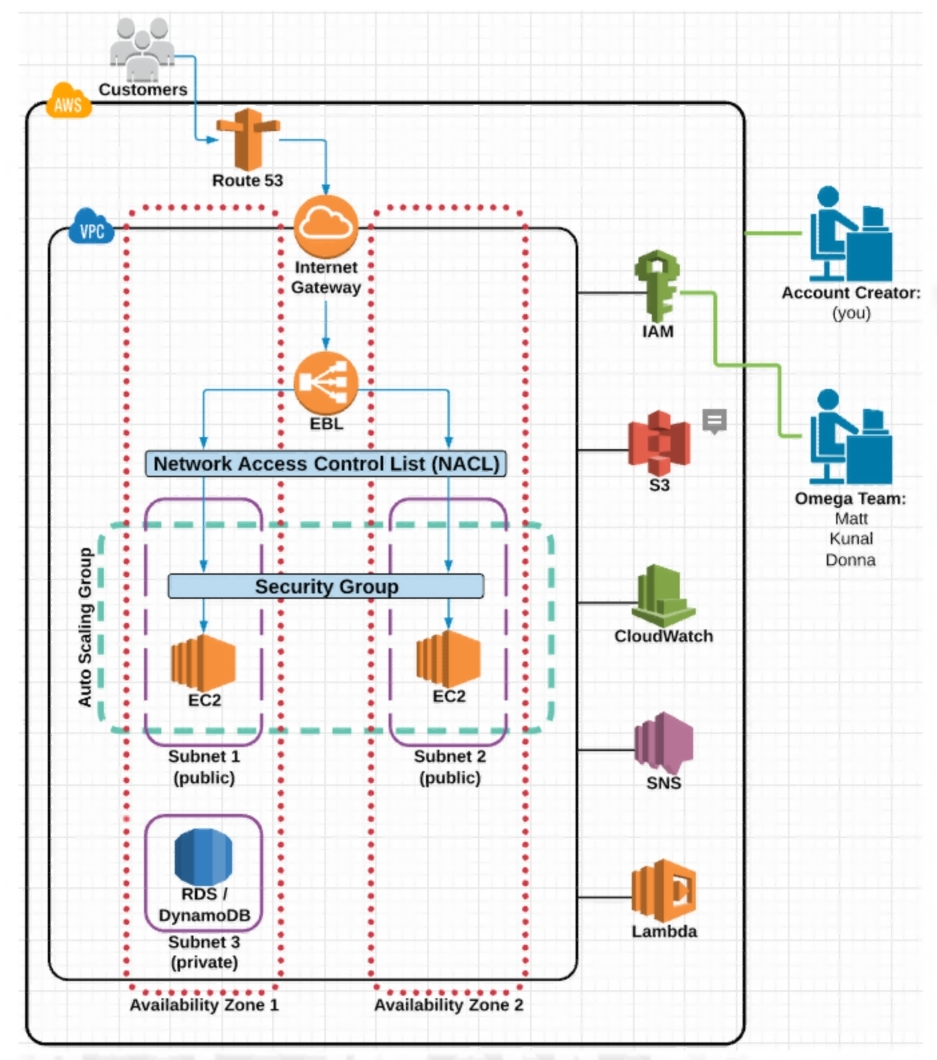 Customers
AWS
Route 53
VPC
Internet
Gateway
EBL
Network Access Control List (NACL)
Auto Scaling Group
Security Group
EC2
EC2
Subnet 1
(public)
Subnet 2
(public)
RDS /
DynamoDB
Subnet 3
(private)
Availability Zone 1
Availability Zone 2
IAM
S3
CloudWatch
SNS
Lambda
Account Creator:
(you)
Omega Team:
Matt
Kunal
Donna